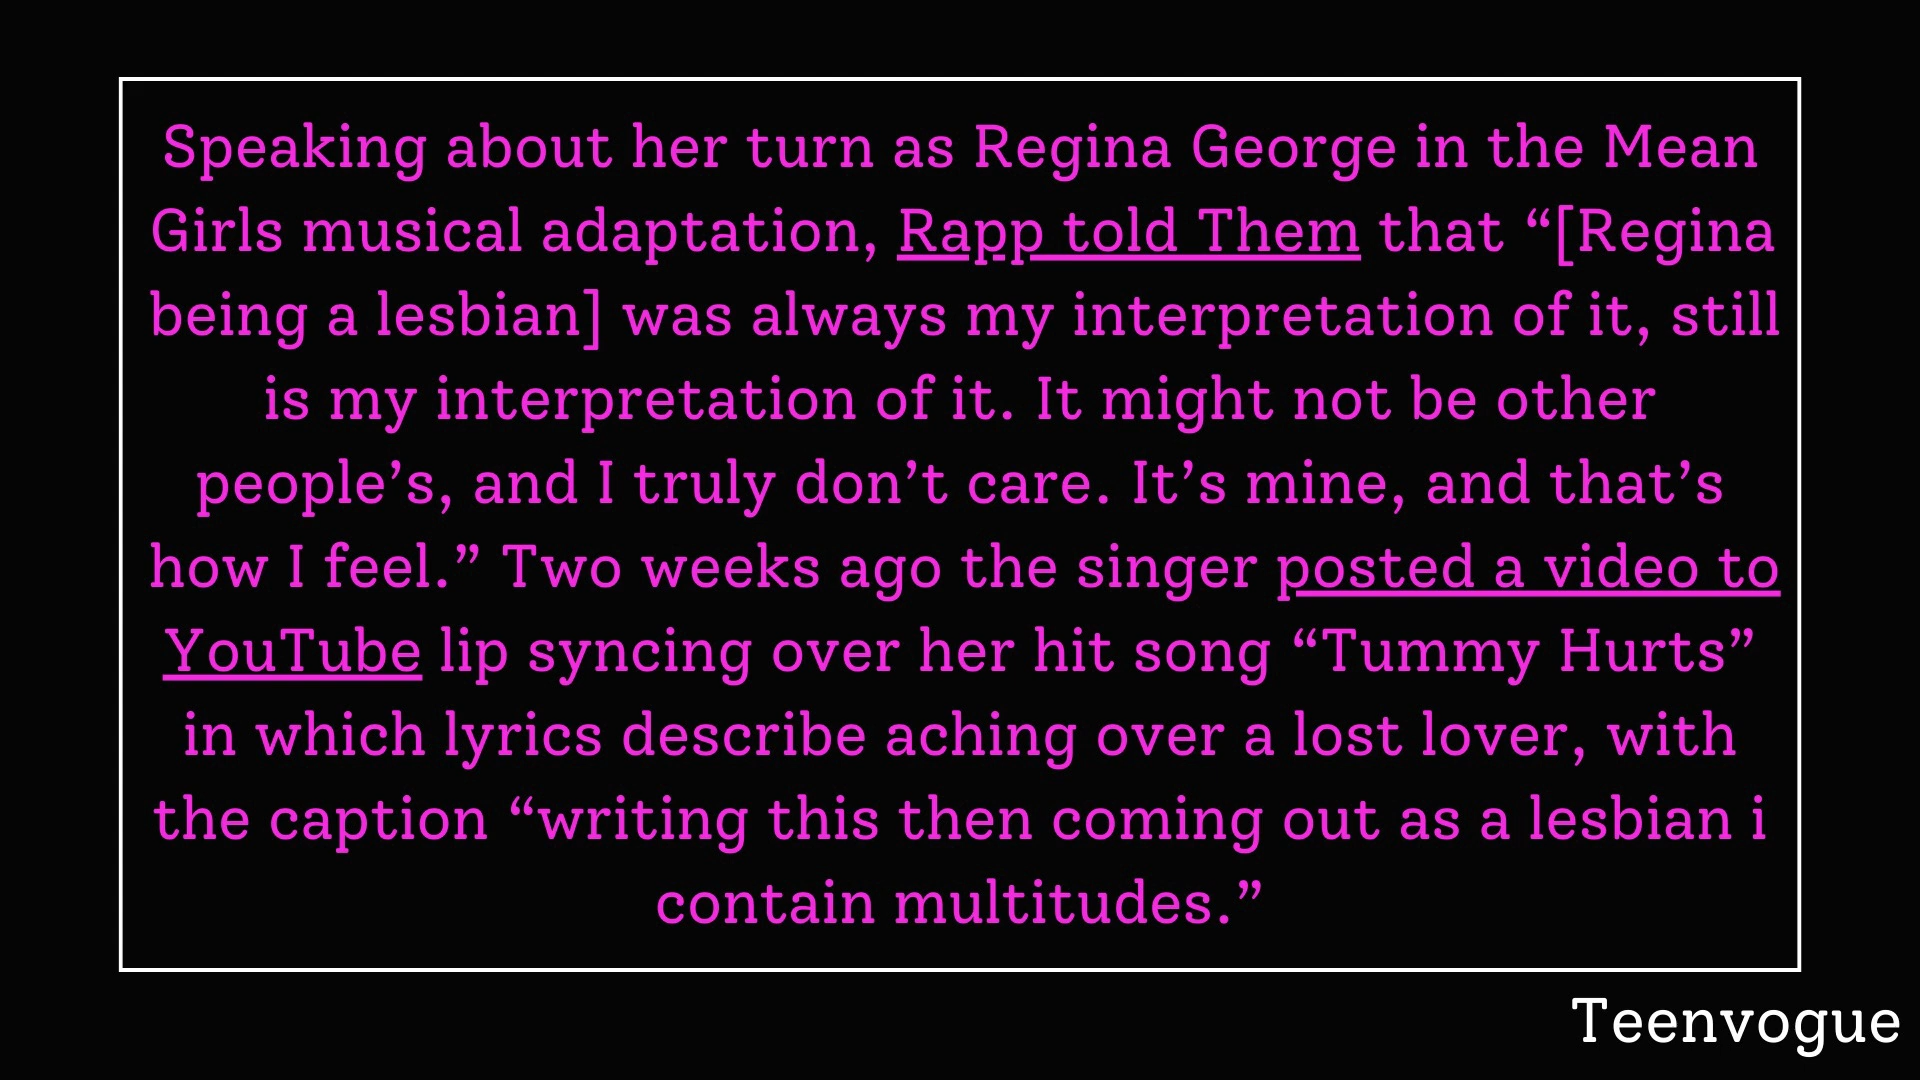 Speaking about her turn as Regina George in the Mean
Girls musical adaptation, Rapp told Them that “[Regina
being a lesbian] was always my interpretation of it, still
is my interpretation of it. It might not be other
people’s, and I truly don’t care. It’s mine, and that’s
how I feel.” Two weeks ago the singer posted a video to
YouTube lip syncing over her hit song “Tummy Hurts”
in which lyrics describe aching over a lost lover, with
the caption “writing this then coming out as a lesbian i
contain multitudes.”
Teenvogue